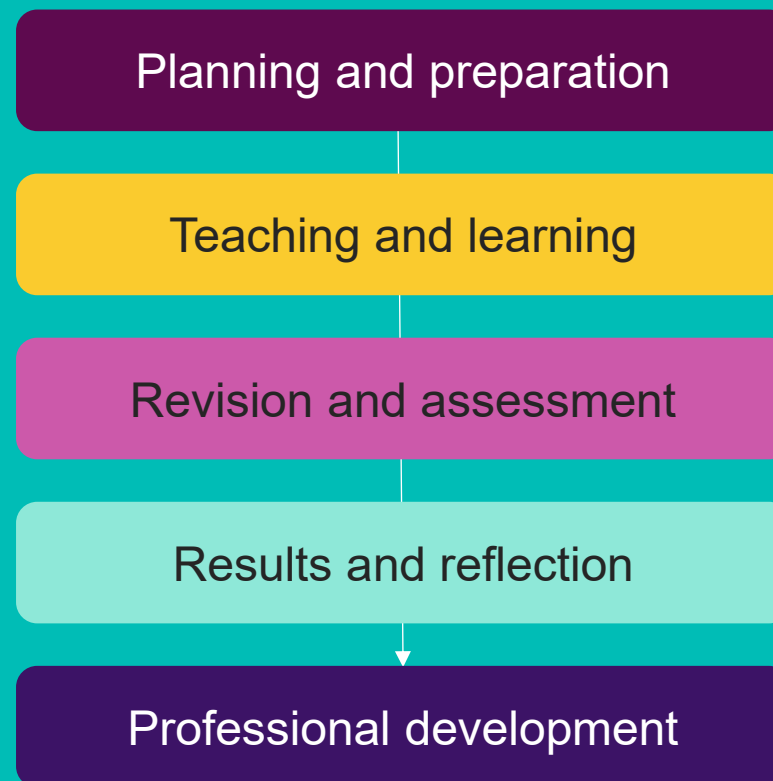 Planning and preparation
Teaching and learning
Revision and assessment
Results and reflection
Professional development